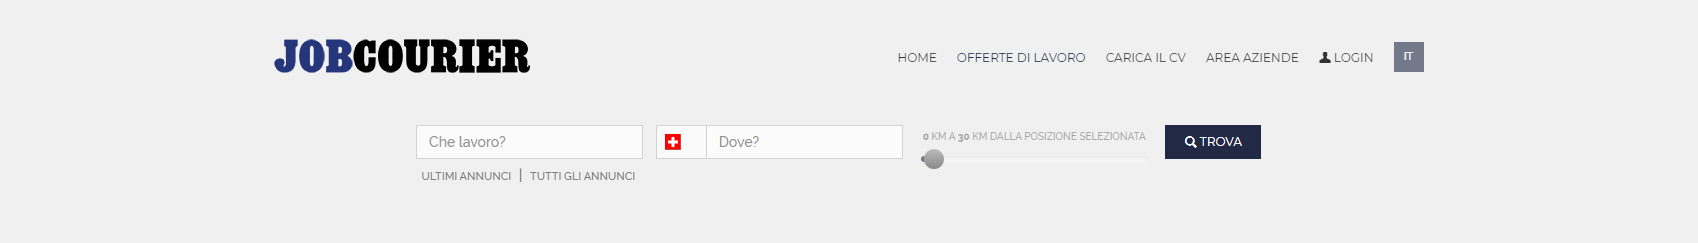 JOBCOURIER
HOME OFFERTE DI LAVORO CARICA IL CV AREA AZIENDE LOGIN IT
Che lavoro? Dove? 0 KM A 30 KM DALLA POSIZIONE SELEZIONATA TROVA
ULTIMI ANNUNCI | TUTTI GLI ANNUNCI